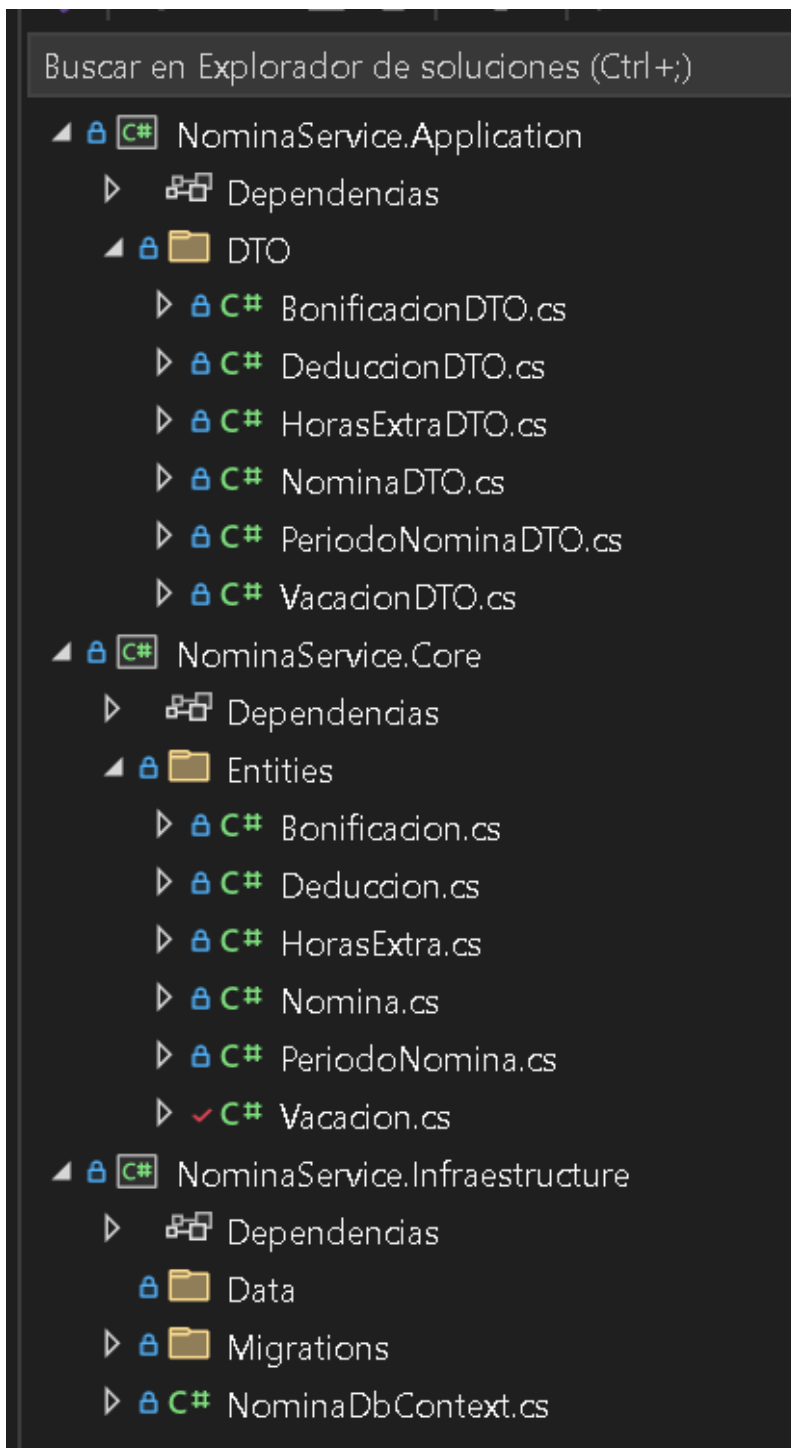 Buscar en Explorador de soluciones (Ctrl+;)
C# NominaService.Application
Dependencias
DTO
C# BonificacionDTO.cs
C# DeduccionDTO.cs
C# HorasExtraDTO.cs
C# NominaDTO.cs
C# PeriodoNominaDTO.cs
C# VacacionDTO.cs
C# NominaService.Core
Dependencias
Entities
C# Bonificacion.cs
C# Deduccion.cs
C# HorasExtra.cs
C# Nomina.cs
C# PeriodoNomina.cs
C# Vacacion.cs
C# NominaService.Infraestructure
Dependencias
Data
Migrations
C# NominaDbContext.cs